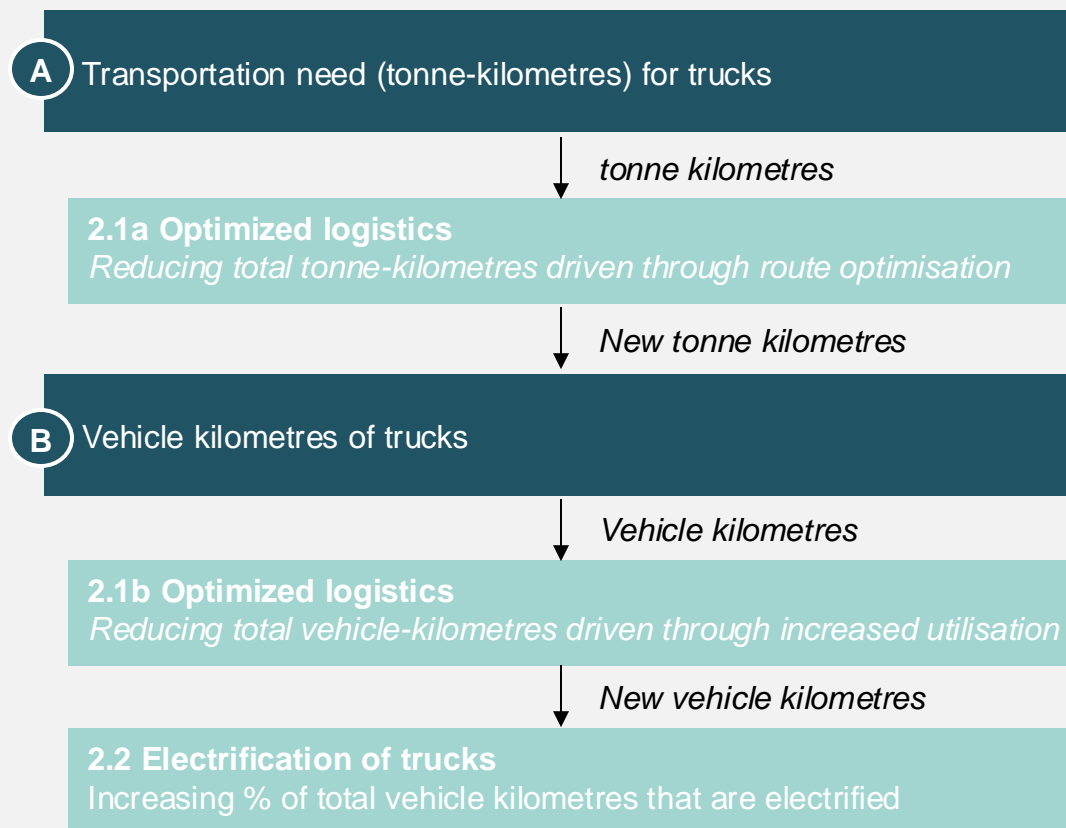 A
Transportation need (tonne-kilometres) for trucks
tonne kilometres
2.1a Optimized logistics
Reducing total tonne-kilometres driven through route optimisation
New tonne kilometres
B
Vehicle kilometres of trucks
Vehicle kilometres
2.1b Optimized logistics
Reducing total vehicle-kilometres driven through increased utilisation
New vehicle kilometres
2.2 Electrification of trucks
Increasing % of total vehicle kilometres that are electrified